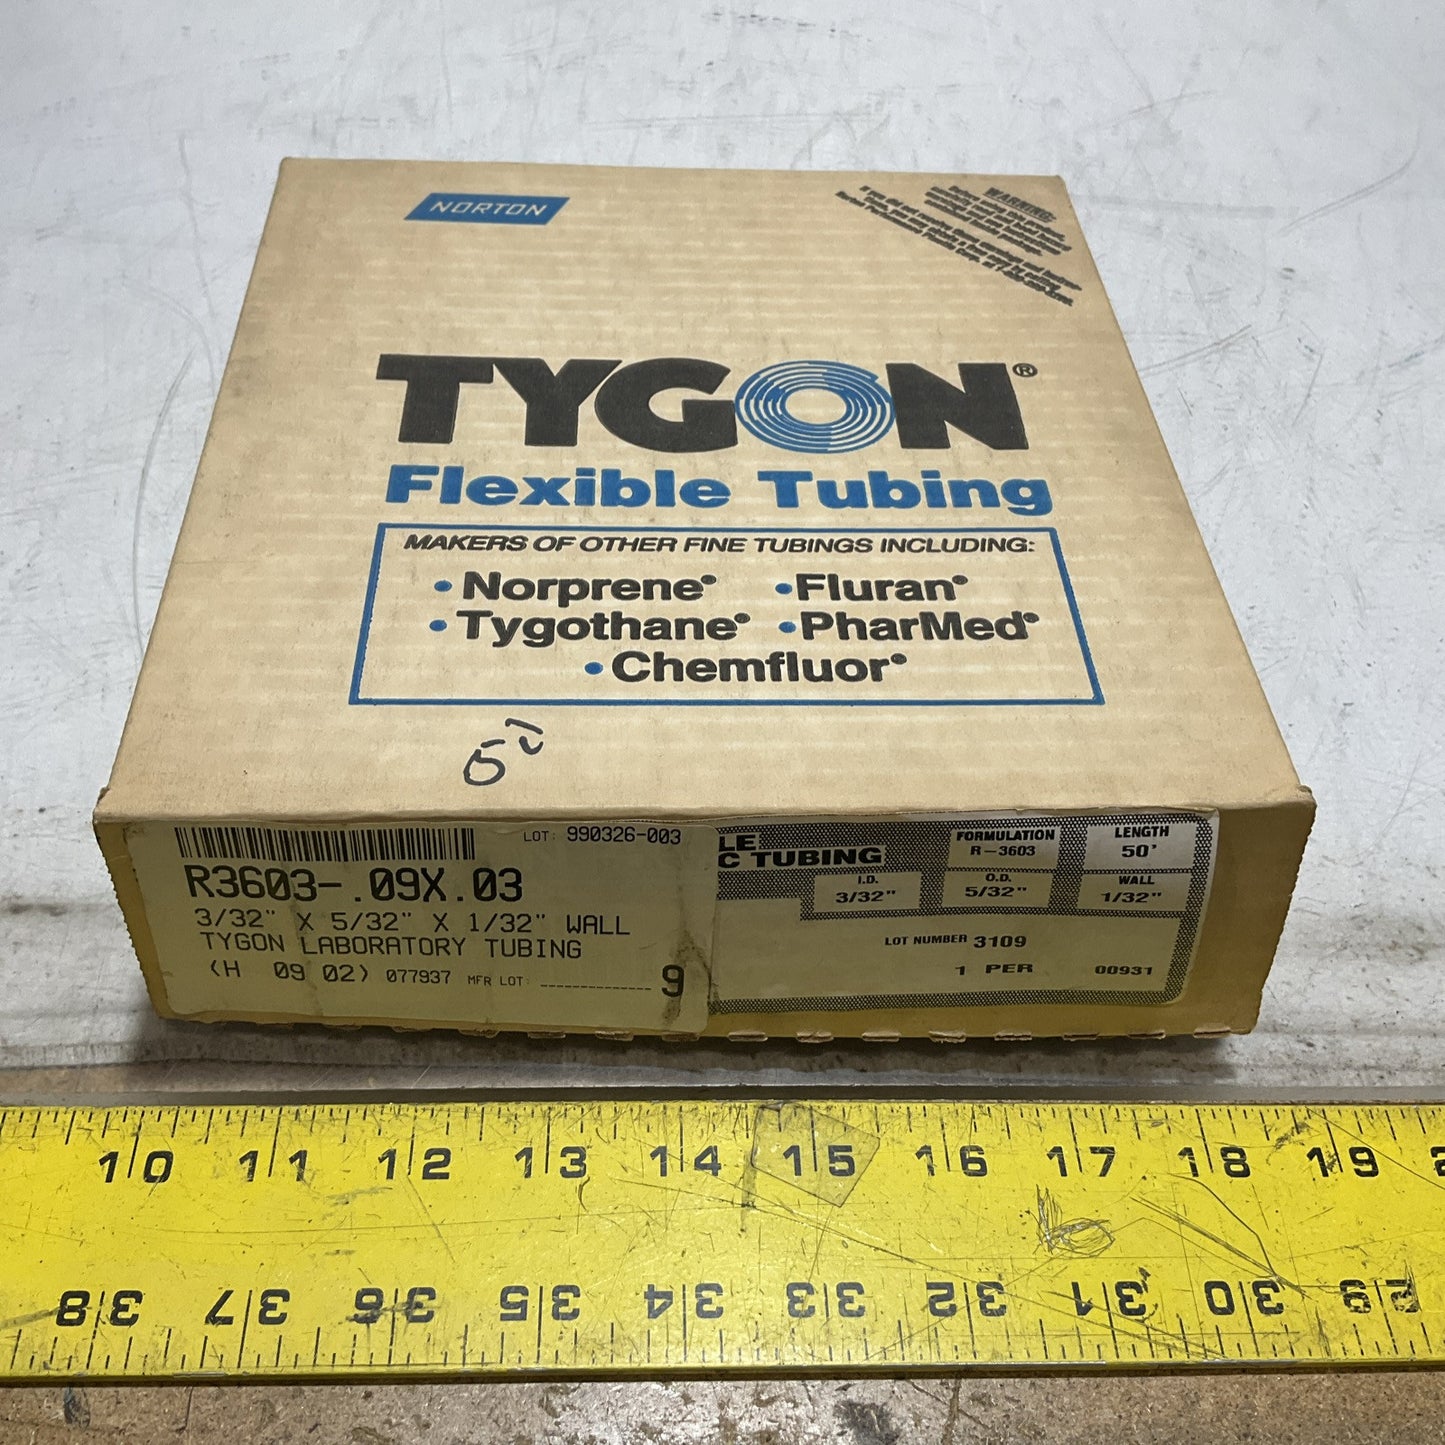 NORTON
WARNING:
TYGON®
Flexible Tubing
MAKERS OF OTHER FINE TUBINGS INCLUDING:
• Norprene® • Fluran®
• Tygothane® • PharMed®
• Chemfluor®
LOT: 990326-003
R3603-.09X.03
3/32" X 5/32" X 1/32" WALL
TYGON LABORATORY TUBING
(H 09 02) 077937 MFR LOT: 9
LE
C TUBING
FORMULATION
R-3603
LENGTH
50'
I.D.
3/32"
O.D.
5/32"
WALL
1/32"
LOT NUMBER 3109
1 PER 00931
10 11 12 13 14 15 16 17 18 19
38 37 36 35 34 33 32 31 30 29